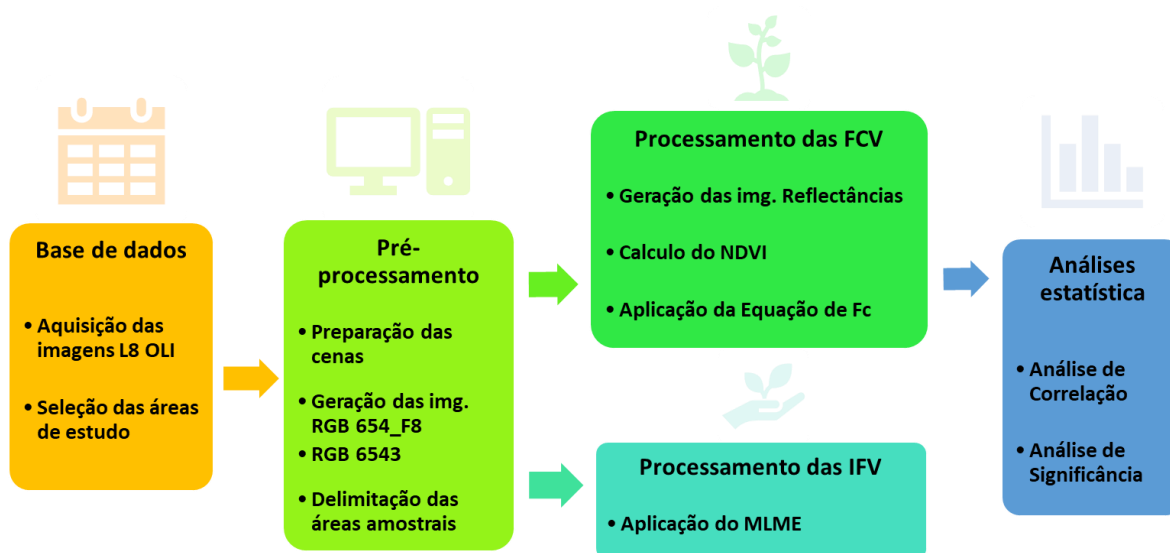 Base de dados
• Aquisição das
imagens L8 OLI
• Seleção das áreas
de estudo
Pré-
processamento
• Preparação das
cenas
• Geração das img.
RGB 654_F8
• RGB 6543
• Delimitação das
áreas amostrais
Processamento das FCV
• Geração das img. Reflectâncias
• Calculo do NDVI
• Aplicação da Equação de Fc
Processamento das IFV
• Aplicação do MLME
Análises
estatística
• Análise de
Correlação
• Análise de
Significância